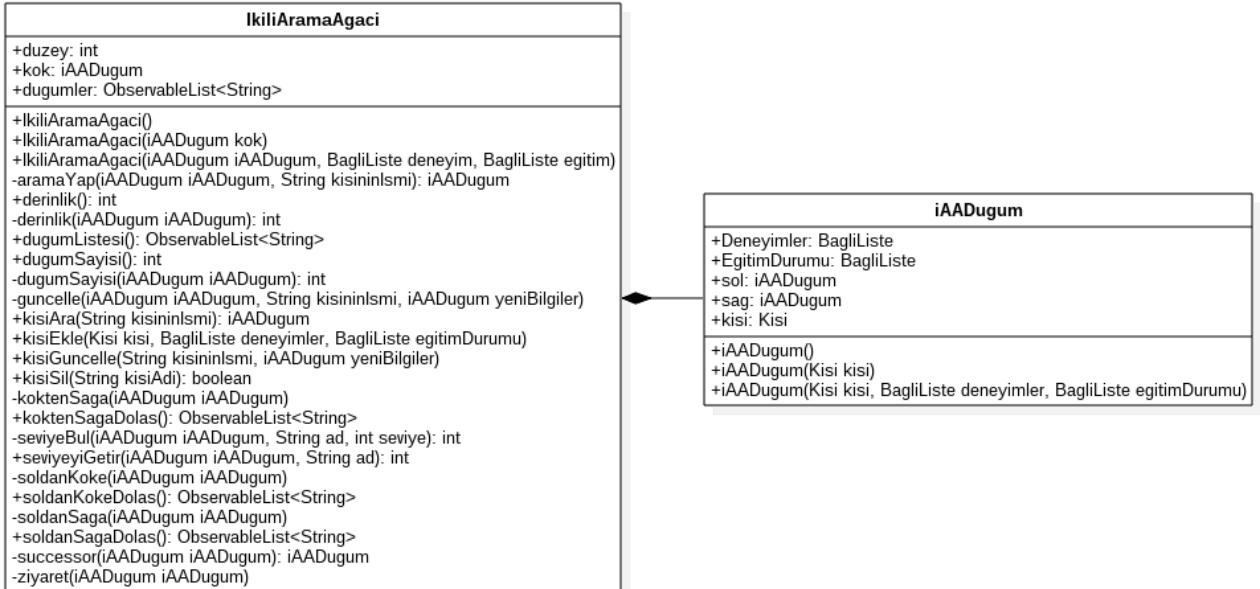 IkiliAramaAgaci
+duzey: int
+kok: iAADugum
+dugumler: ObservableList<String>
+IkiliAramaAgaci()
+IkiliAramaAgaci(iAADugum kok)
+IkiliAramaAgaci(iAADugum iAADugum, BagliListe deneyim, BagliListe egitim)
-aramaYap(iAADugum iAADugum, String kisininIsmi): iAADugum
+derinlik(): int
-derinlik(iAADugum iAADugum): int
+dugumListesi(): ObservableList<String>
+dugumSayisi(): int
-dugumSayisi(iAADugum iAADugum): int
-guncelle(iAADugum iAADugum, String kisininIsmi, iAADugum yeniBilgiler)
+kisiAra(String kisininIsmi): iAADugum
+kisiEkle(Kisi kisi, BagliListe deneyimler, BagliListe egitimDurumu)
+kisiGuncelle(String kisininIsmi, iAADugum yeniBilgiler)
+kisiSil(String kisiAdi): boolean
-koktenSaga(iAADugum iAADugum)
+koktenSagaDolas(): ObservableList<String>
-seviyeBul(iAADugum iAADugum, String ad, int seviye): int
+seviyeyiGetir(iAADugum iAADugum, String ad): int
-soldanKoke(iAADugum iAADugum)
+soldanKokeDolas(): ObservableList<String>
-soldanSaga(iAADugum iAADugum)
+soldanSagaDolas(): ObservableList<String>
-successor(iAADugum iAADugum): iAADugum
-ziyaret(iAADugum iAADugum)
iAADugum
+Deneyimler: BagliListe
+EgitimDurumu: BagliListe
+sol: iAADugum
+sag: iAADugum
+kisi: Kisi
+iAADugum()
+iAADugum(Kisi kisi)
+iAADugum(Kisi kisi, BagliListe deneyimler, BagliListe egitimDurumu)